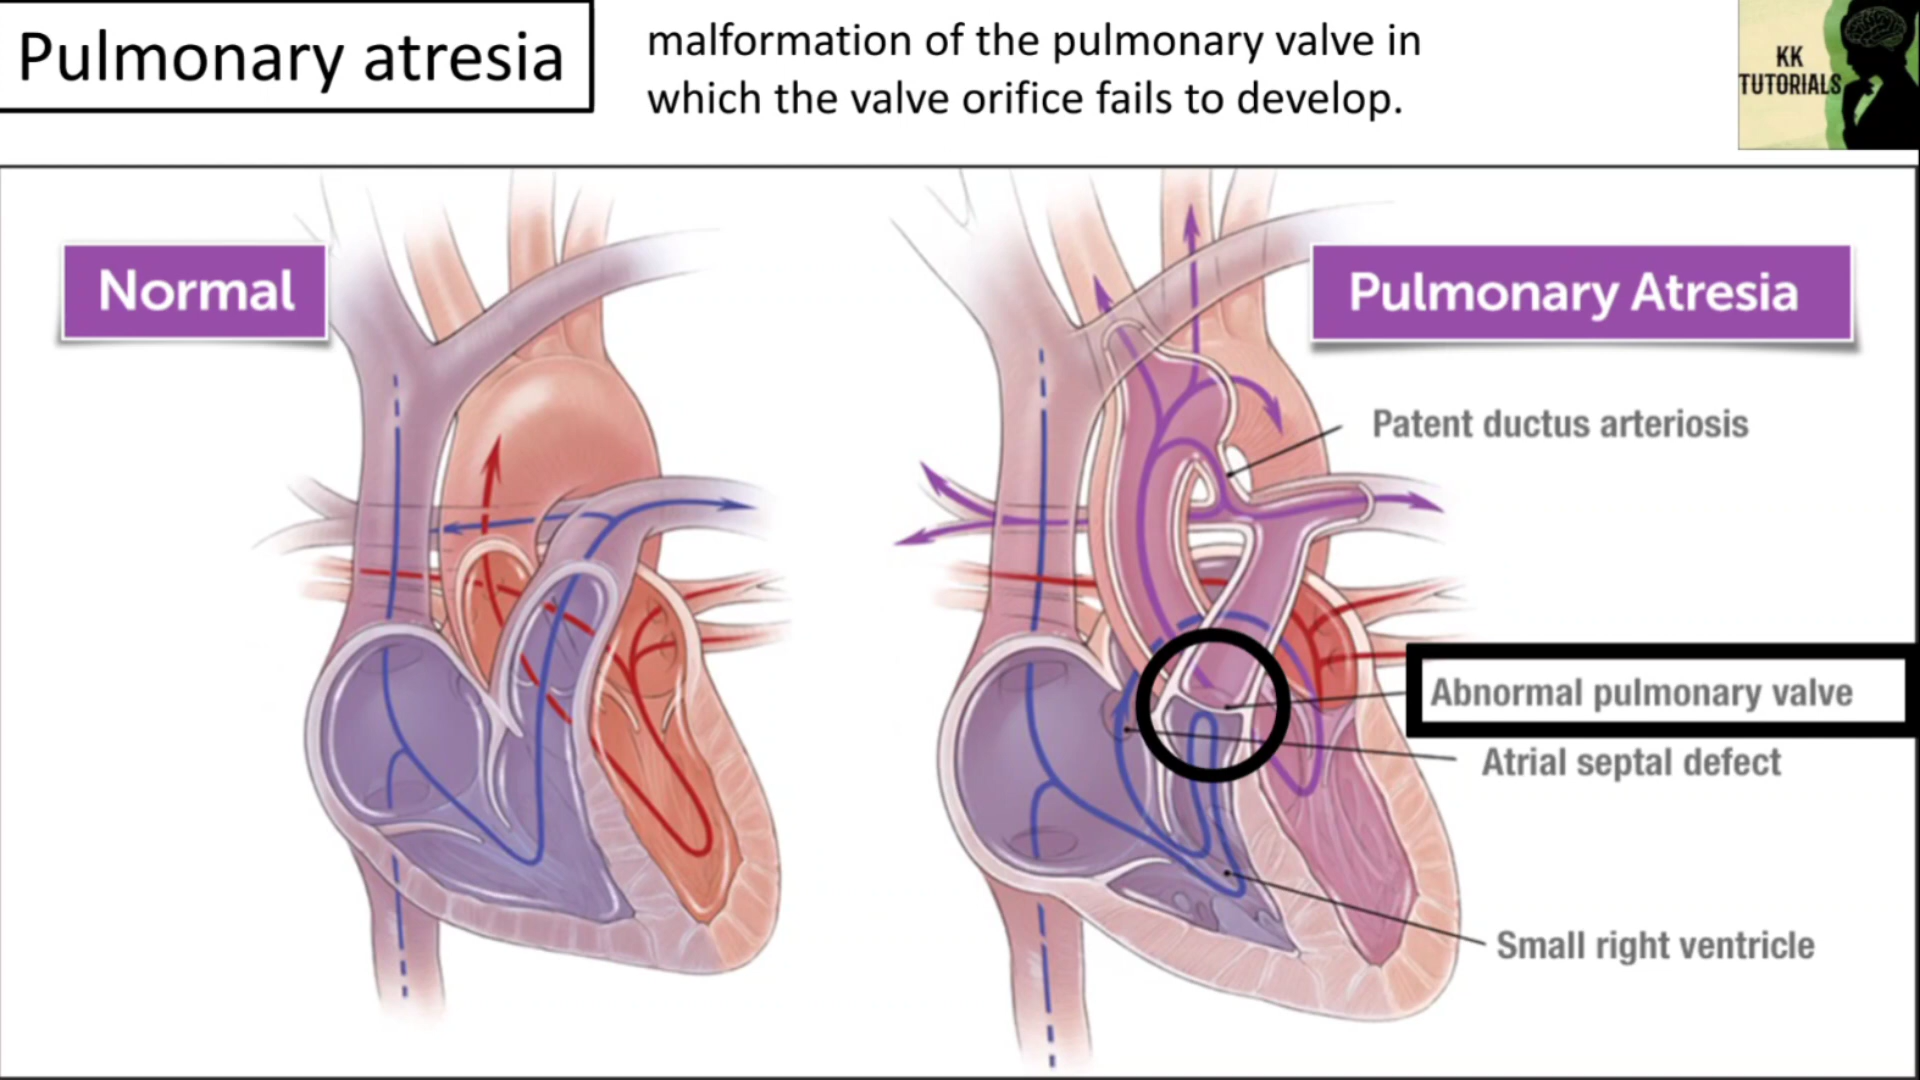 Pulmonary atresia
malformation of the pulmonary valve in
which the valve orifice fails to develop.
KK
TUTORIALS
Normal
Pulmonary Atresia
Patent ductus arteriosis
Abnormal pulmonary valve
Atrial septal defect
Small right ventricle